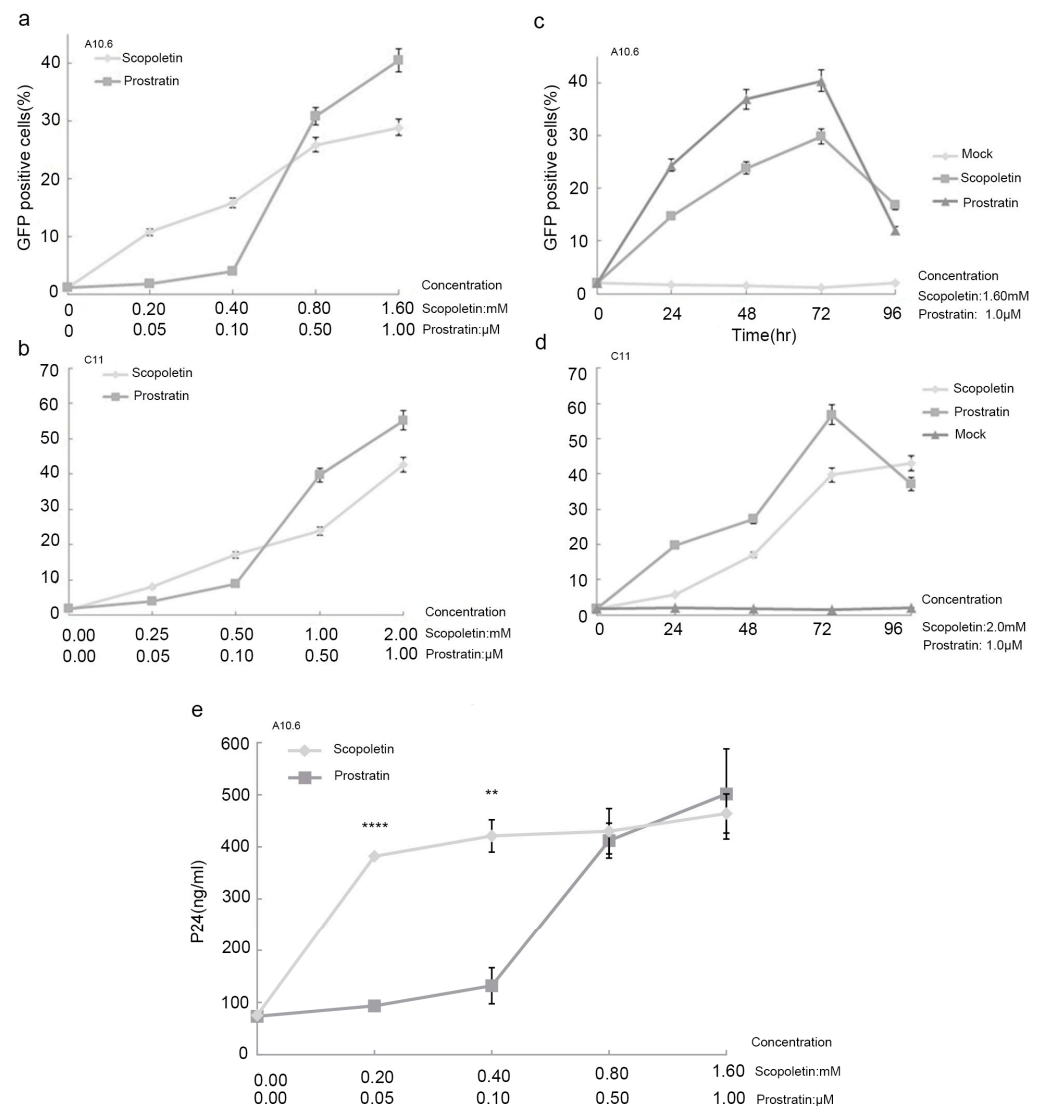 a
A10.6
Scopoletin
Prostratin
GFP positive cells(%)
40
30
20
10
0
0 0.20 0.40 0.80 1.60
0 0.05 0.10 0.50 1.00
Concentration
Scopoletin:mM
Prostratin:µM
c
A10.6
GFP positive cells(%)
40
30
20
10
0
0 24 48 72 96
Time(hr)
Mock
Scopoletin
Prostratin
Concentration
Scopoletin:1.60mM
Prostratin: 1.0µM
b
C11
Scopoletin
Prostratin
70
60
50
40
30
20
10
0
0.00 0.25 0.50 1.00 2.00
0.00 0.05 0.10 0.50 1.00
Concentration
Scopoletin:mM
Prostratin:µM
d
C11
70
60
50
40
30
20
10
0
0 24 48 72 96
Scopoletin
Prostratin
Mock
Concentration
Scopoletin:2.0mM
Prostratin: 1.0µM
e
A10.6
Scopoletin
Prostratin
P24(ng/ml)
600
500
400
300
200
100
0
****
**
0.00 0.20 0.40 0.80 1.60
0.00 0.05 0.10 0.50 1.00
Concentration
Scopoletin:mM
Prostratin:µM